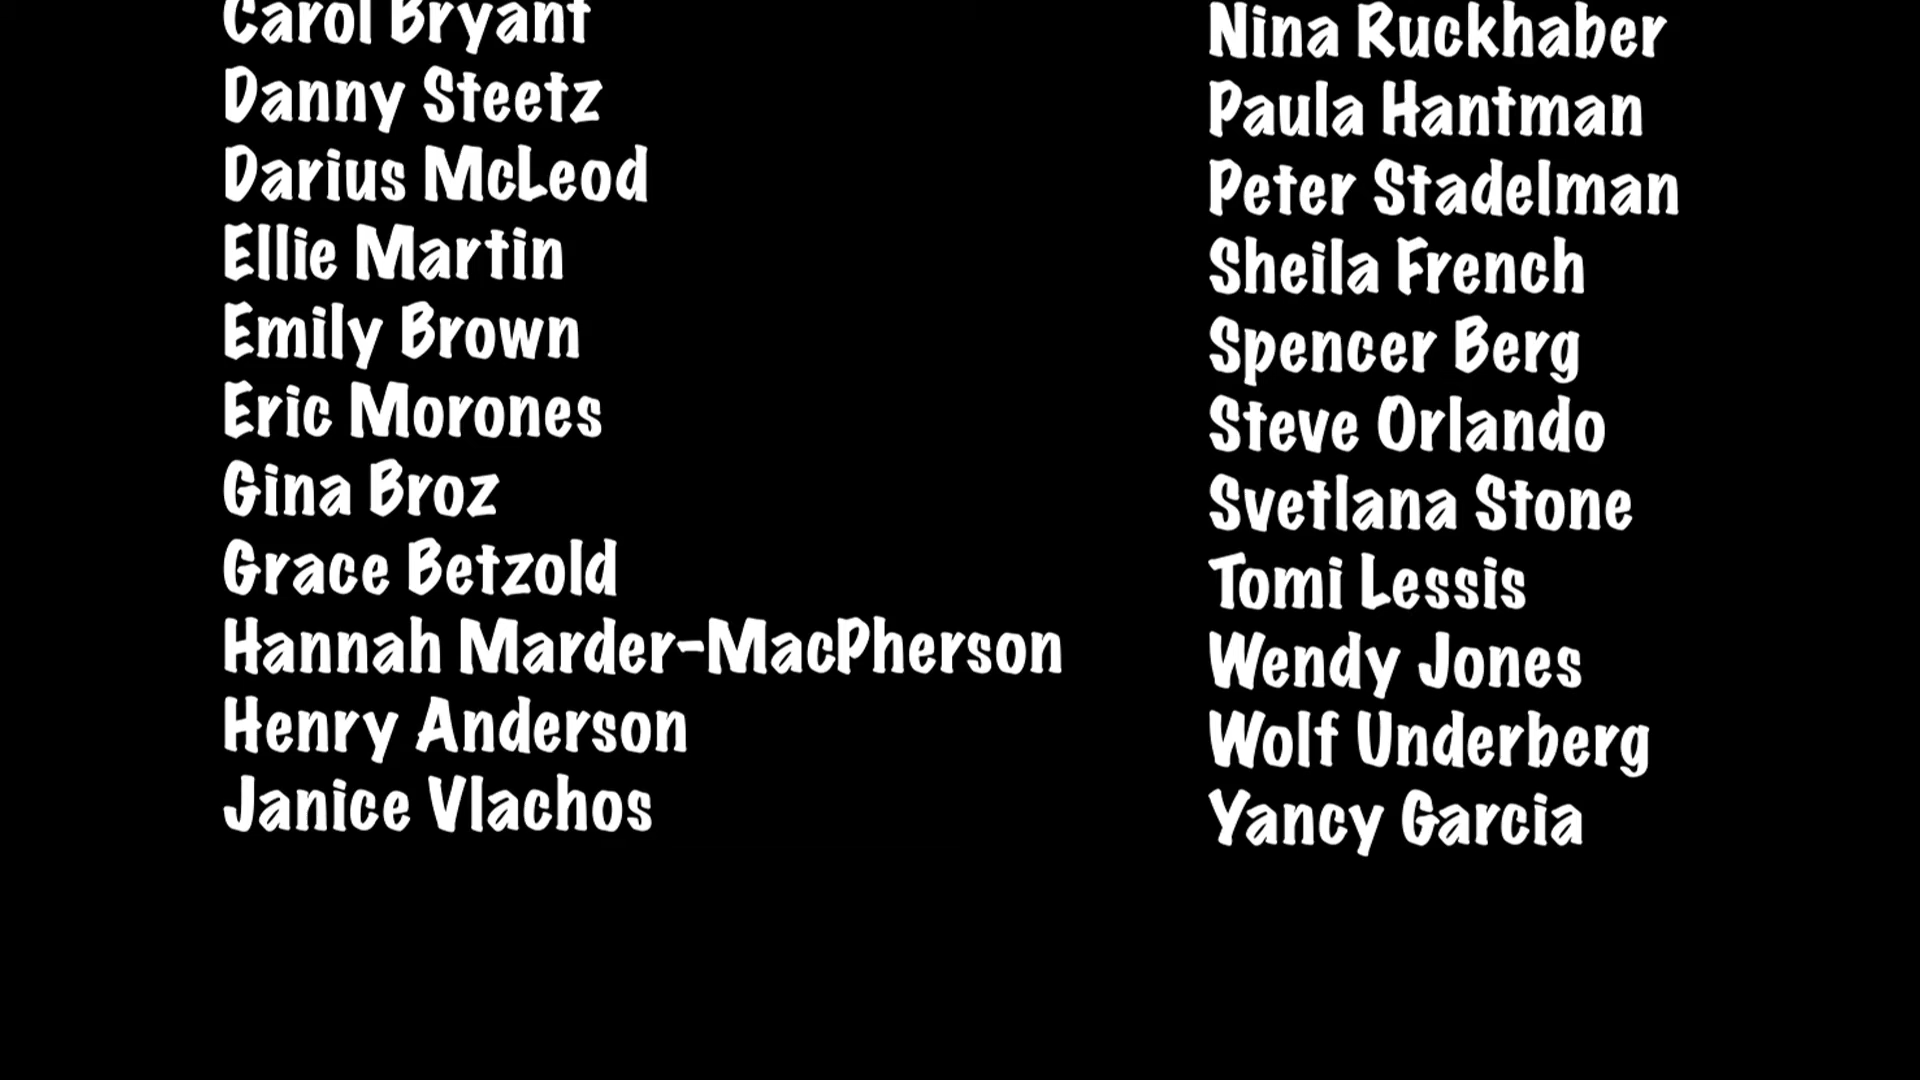 Carol Bryant
Danny Steetz
Darius McLeod
Ellie Martin
Emily Brown
Eric Morones
Gina Broz
Grace Betzold
Hannah Marder-MacPherson
Henry Anderson
Janice Vlachos
Nina Ruckhaber
Paula Hantman
Peter Stadelman
Sheila French
Spencer Berg
Steve Orlando
Svetlana Stone
Tomi Lessis
Wendy Jones
Wolf Underberg
Yancy Garcia